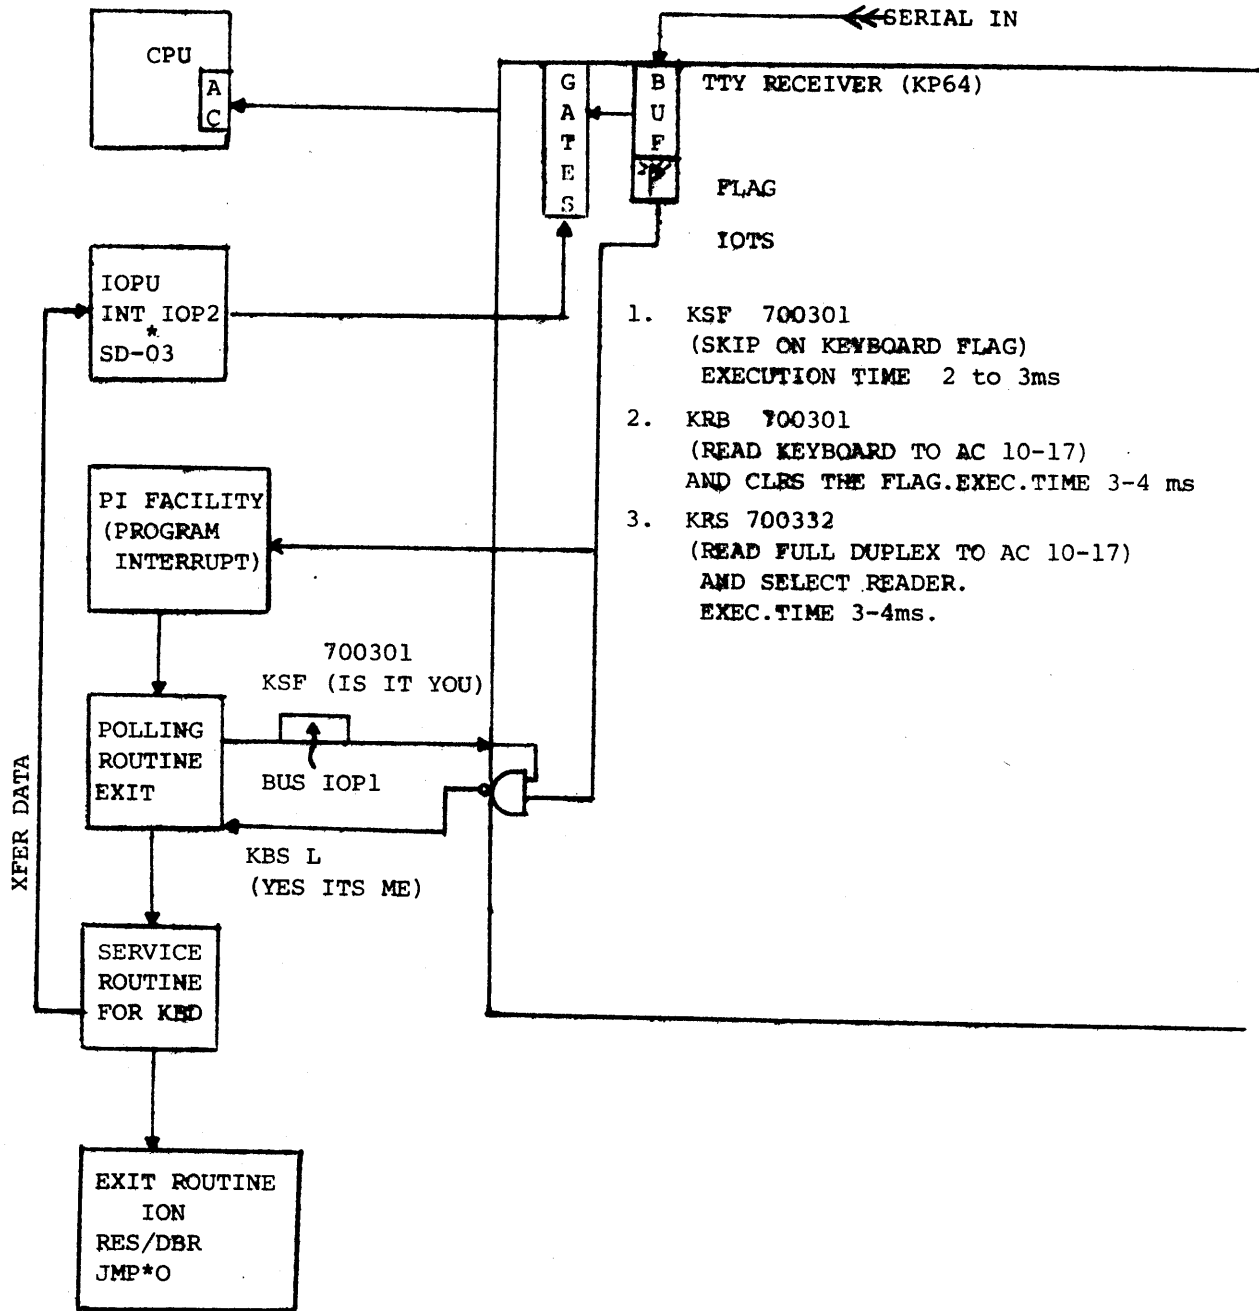 SERIAL IN
CPU
AC
GATES
BUF
TTY RECEIVER (KP64)
FLAG
IOTS
IOPU
INT IOP2
*
SD-03
1. KSF 700301
(SKIP ON KEYBOARD FLAG)
EXECUTION TIME 2 to 3ms
2. KRB 700301
(READ KEYBOARD TO AC 10-17)
AND CLRS THE FLAG.EXEC.TIME 3-4 ms
3. KRS 700332
(READ FULL DUPLEX TO AC 10-17)
AND SELECT READER.
EXEC.TIME 3-4ms.
PI FACILITY
(PROGRAM
INTERRUPT)
700301
KSF (IS IT YOU)
POLLING
ROUTINE
EXIT
BUS IOP1
KBS L
(YES ITS ME)
XFER DATA
SERVICE
ROUTINE
FOR KBD
EXIT ROUTINE
ION
RES/DBR
JMP*O